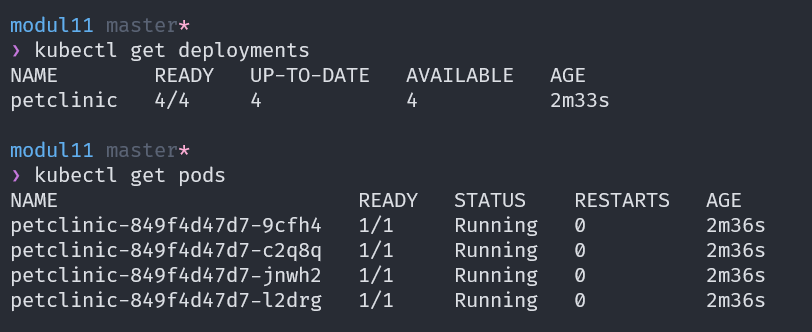 modul11 master*
❯ kubectl get deployments
NAME        READY   UP-TO-DATE   AVAILABLE   AGE
petclinic   4/4     4            4           2m33s
modul11 master*
❯ kubectl get pods
NAME                         READY   STATUS    RESTARTS   AGE
petclinic-849f4d47d7-9cfh4   1/1     Running   0          2m36s
petclinic-849f4d47d7-c2q8q   1/1     Running   0          2m36s
petclinic-849f4d47d7-jnwh2   1/1     Running   0          2m36s
petclinic-849f4d47d7-l2drg   1/1     Running   0          2m36s